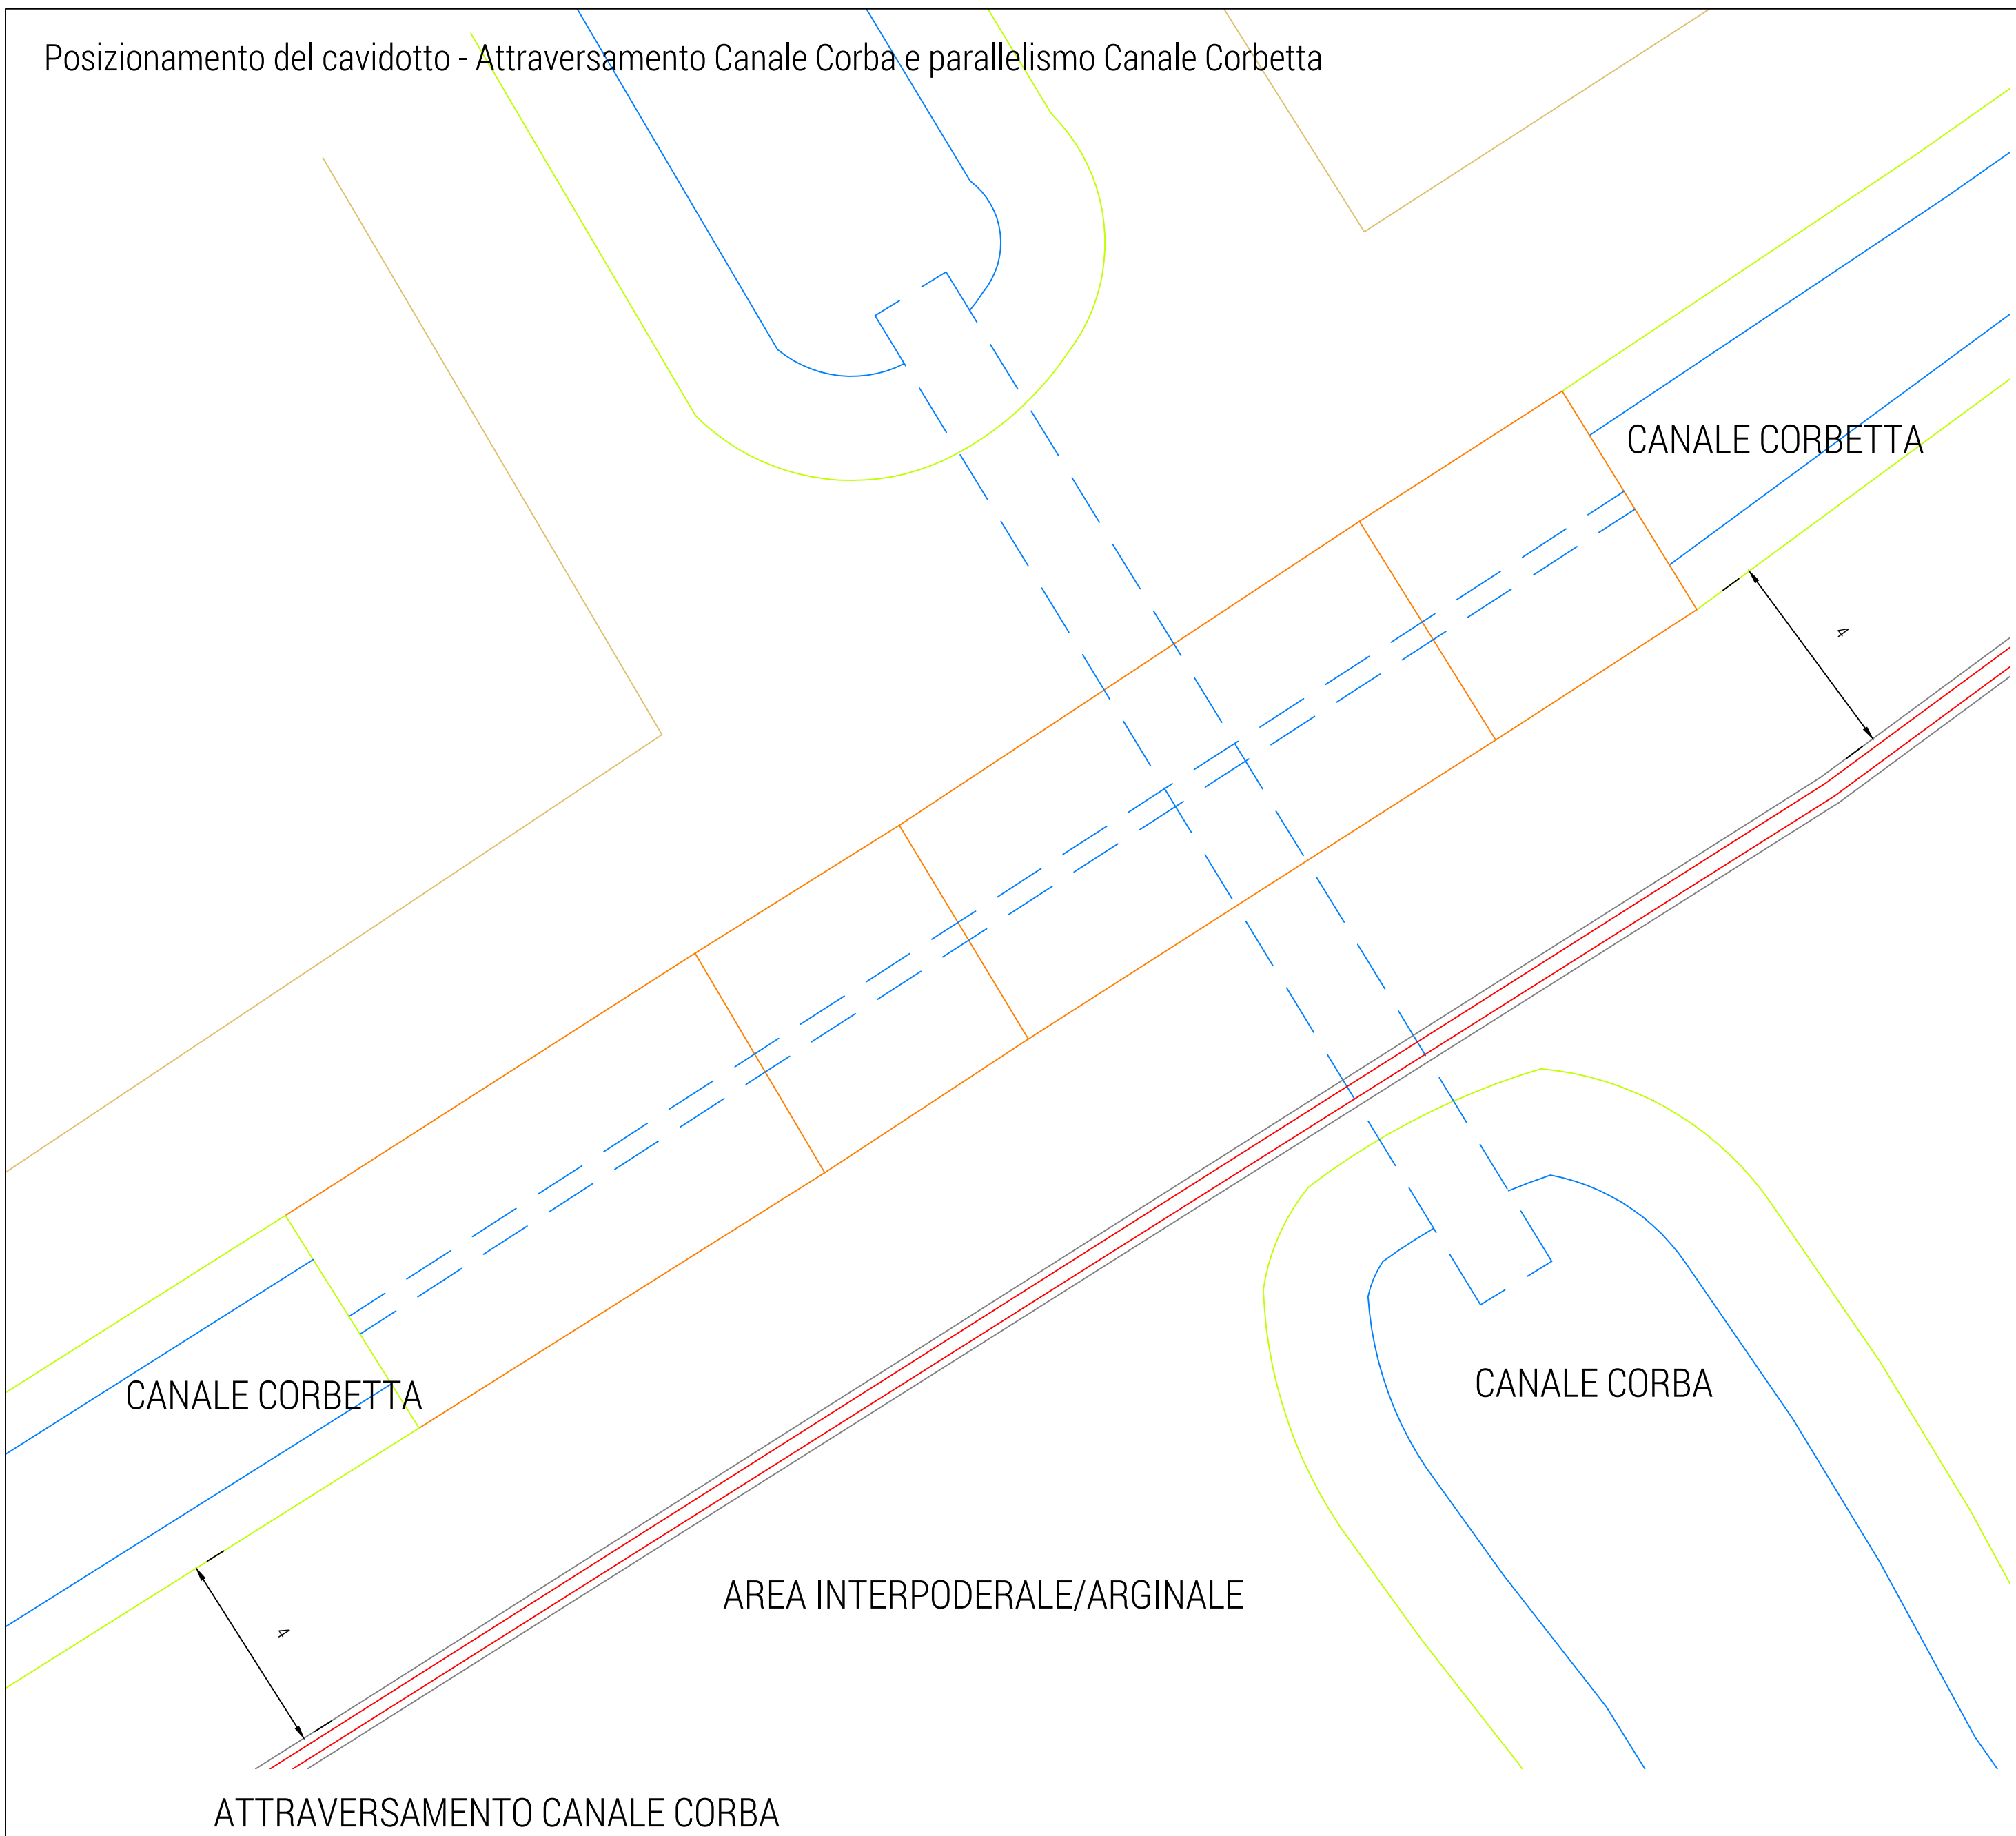 Posizionamento del cavidotto - Attraversamento Canale Corba e parallelismo Canale Corbetta
CANALE CORBETTA
4
CANALE CORBETTA
CANALE CORBA
AREA INTERPODERALE/ARGINALE
4
ATTRAVERSAMENTO CANALE CORBA